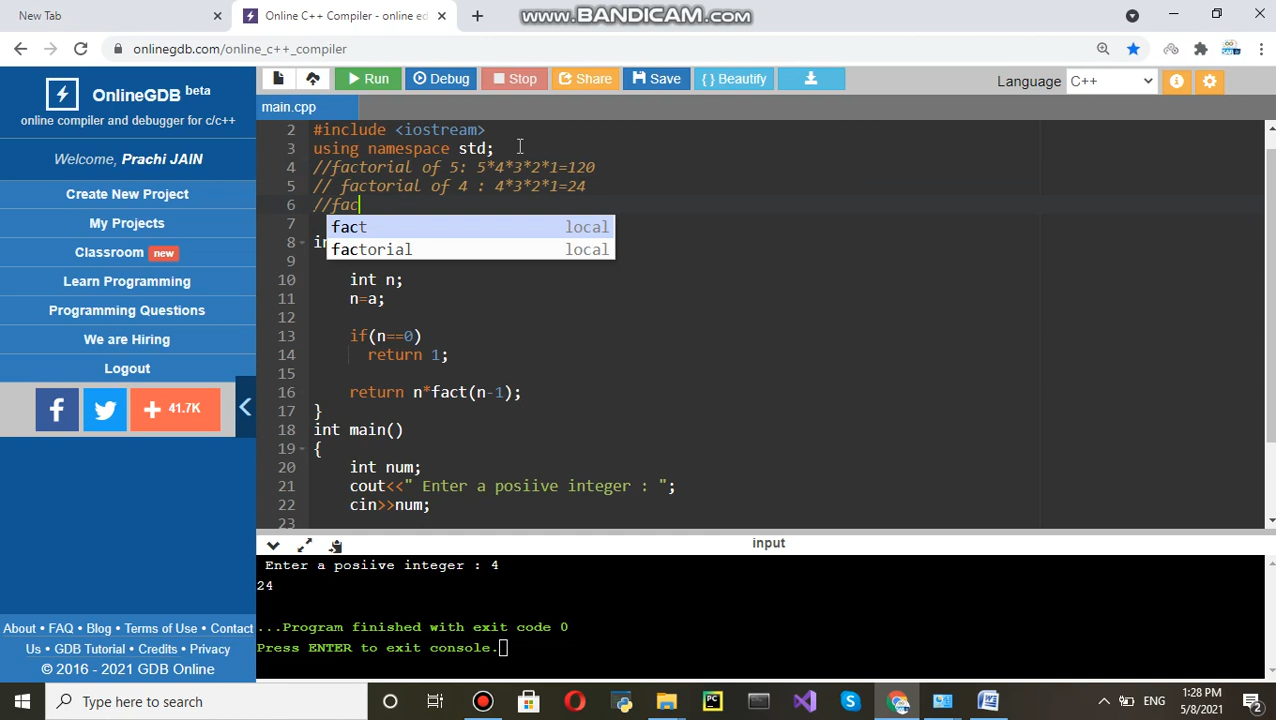 New Tab
Online C++ Compiler - online ed
www.BANDICAM.com
onlinegdb.com/online_c++_compiler
OnlineGDB beta
online compiler and debugger for c/c++
Welcome, Prachi JAIN
Create New Project
My Projects
Classroom new
Learn Programming
Programming Questions
We are Hiring
Logout
41.7K
About • FAQ • Blog • Terms of Use • Contact
Us • GDB Tutorial • Credits • Privacy
© 2016 - 2021 GDB Online
Run Debug Stop Share Save { } Beautify
Language C++
main.cpp
2 #include <iostream>
3 using namespace std;
4 //factorial of 5: 5*4*3*2*1=120
5 // factorial of 4 : 4*3*2*1=24
6 //fac
fact local
factorial local
7
8 in
9
10 int n;
11 n=a;
12
13 if(n==0)
14 return 1;
15
16 return n*fact(n-1);
17 }
18 int main()
19 {
20 int num;
21 cout<<" Enter a posiive integer : ";
22 cin>>num;
23
input
Enter a posiive integer : 4
24
...Program finished with exit code 0
Press ENTER to exit console.
Type here to search
ENG
1:28 PM
5/8/2021
2